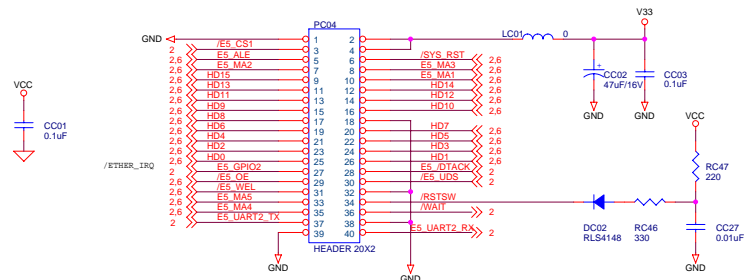 PC04
V33
GND 1 2 LC01 0
2 /E5_CS1 3 4
2,6 E5_ALE 5 6 /SYS_RST 2,6
2 E5_MA2 7 8 E5_MA3 2,6
2,6 HD15 9 10 E5_MA1 2,6
2,6 HD13 11 12 HD14 2,6
2,6 HD11 13 14 HD12 2,6
2,6 HD9 15 16 HD10 2,6
2,6 HD8 17 18
2,6 HD6 19 20 HD7 2,6
2,6 HD4 21 22 HD5 2,6
2,6 HD2 23 24 HD3 2,6
/ETHER_IRQ 2,6 HD0 25 26 HD1 2,6
2 E5_GPIO2 27 28 E5_/DTACK 2
2 /E5_OE 29 30 /E5_UDS 2
2,6 /E5_WEL 31 32
2,6 E5_MA5 33 34 /RSTSW
2,6 E5_MA4 35 36 /WAIT 2
2 E5_UART2_TX 37 38
39 40 E5_UART2_RX 2
HEADER 20X2
GND
GND
VCC
CC01
0.1uF
+
CC02
47uF/16V
GND
CC03
0.1uF
GND
VCC
RC47
220
DC02
RLS4148
RC46
330
CC27
0.01uF
GND